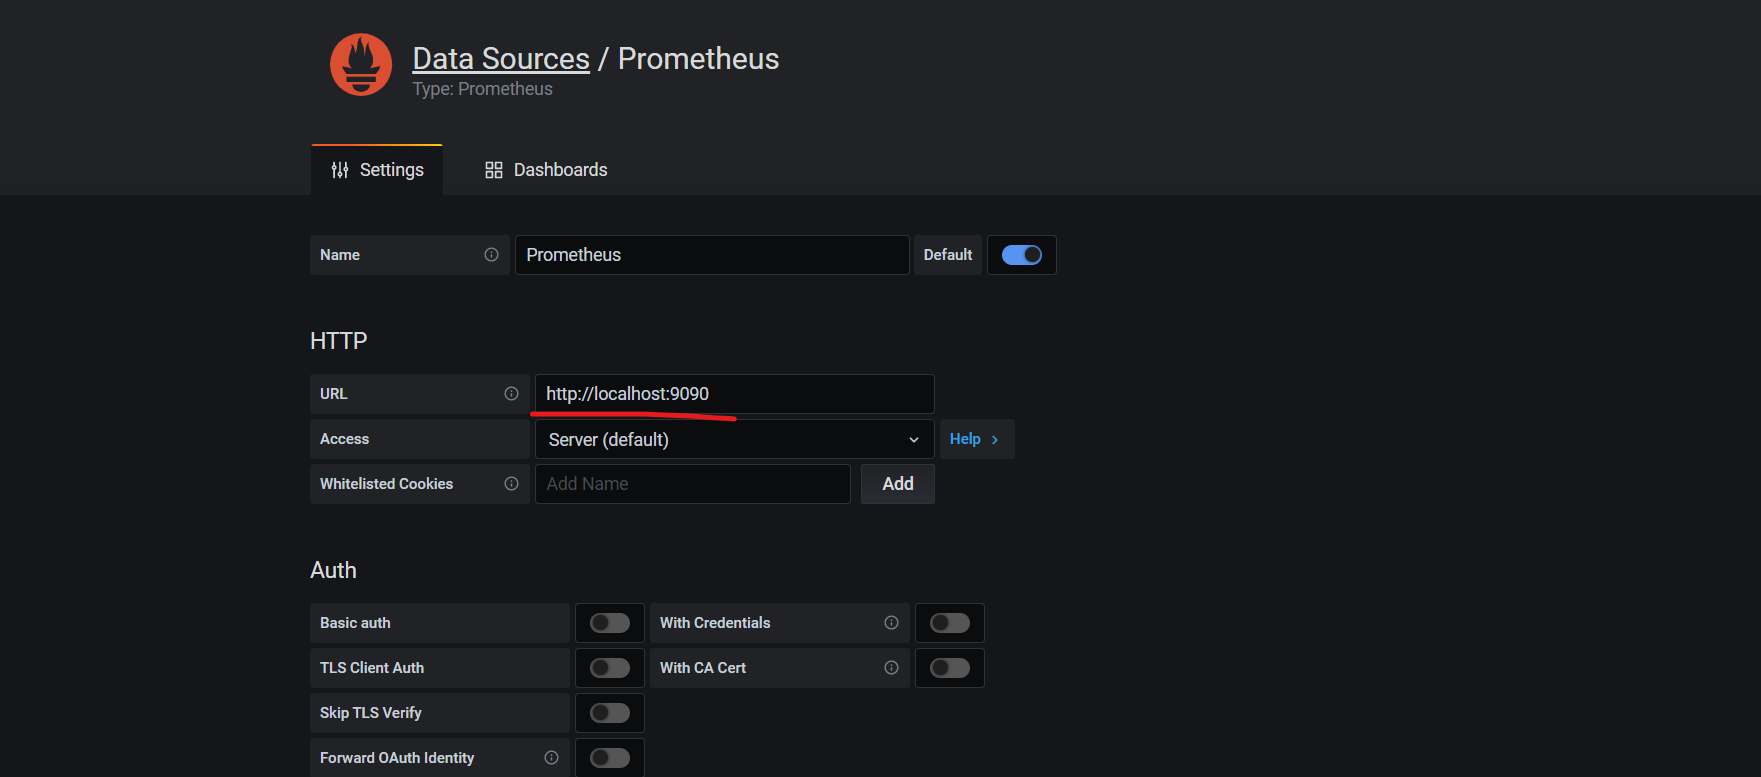 Data Sources / Prometheus
Type: Prometheus
Settings Dashboards
Name Prometheus Default
HTTP
URL http://localhost:9090
Access Server (default) Help
Whitelisted Cookies Add Name Add
Auth
Basic auth With Credentials
TLS Client Auth With CA Cert
Skip TLS Verify
Forward OAuth Identity